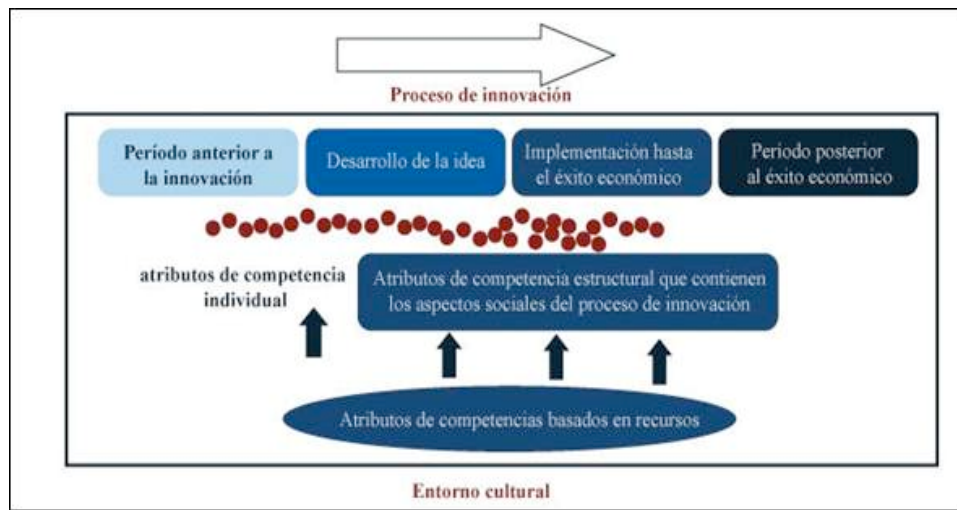 Proceso de innovación
Período anterior a
la innovación
Desarrollo de la idea
Implementación hasta
el éxito económico
Período posterior
al éxito económico
atributos de competencia
individual
Atributos de competencia estructural que contienen
los aspectos sociales del proceso de innovación
Atributos de competencias basados en recursos
Entorno cultural